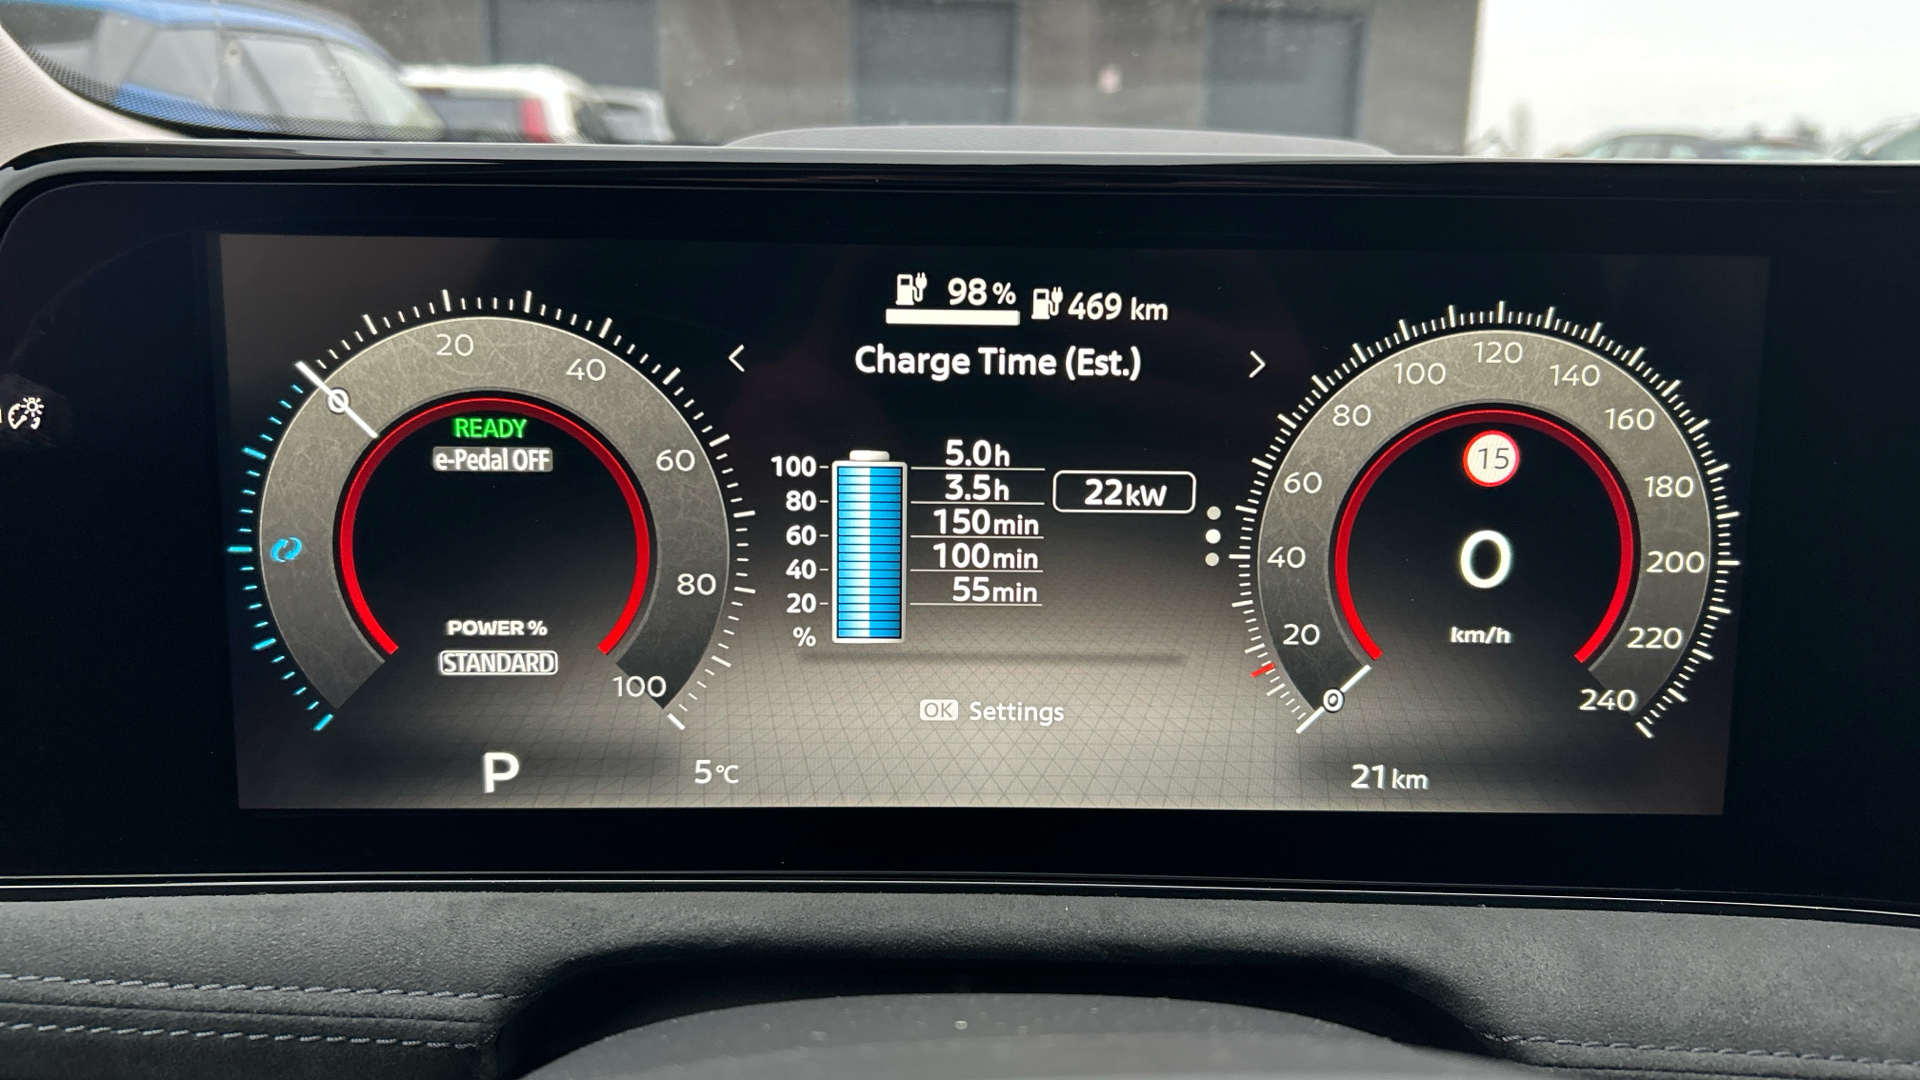 98% 469 km
Charge Time (Est.)
0 20 40 60 80 100
READY
e-Pedal OFF
POWER %
STANDARD
P
5°C
100 5.0h
80 3.5h
60 150min
40 100min
20 55min
%
22kW
OK Settings
0 20 40 60 80 100 120 140 160 180 200 220 240
15
0
km/h
21km